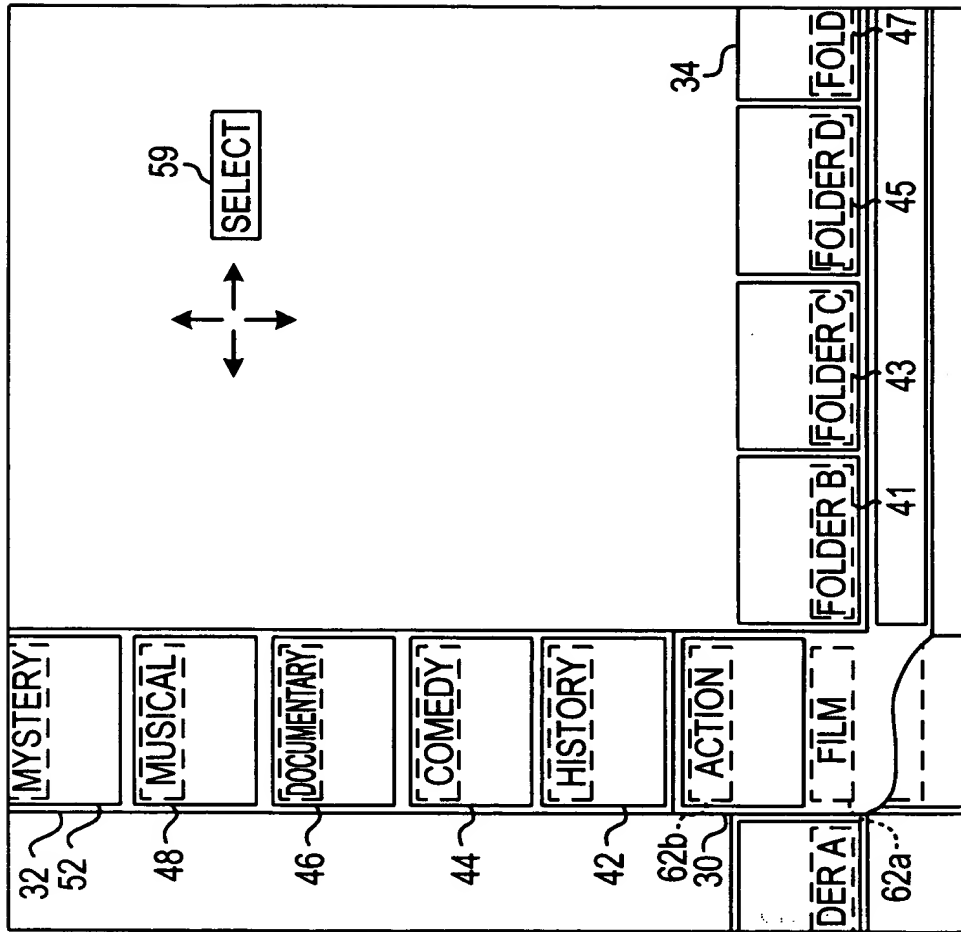 59
SELECT
34
32
52
MYSTERY
48
MUSICAL
46
DOCUMENTARY
44
COMEDY
42
HISTORY
62b
30
ACTION
FILM
DER A
62a
FOLDER B
FOLDER C
FOLDER D
FOLD
41
43
45
47